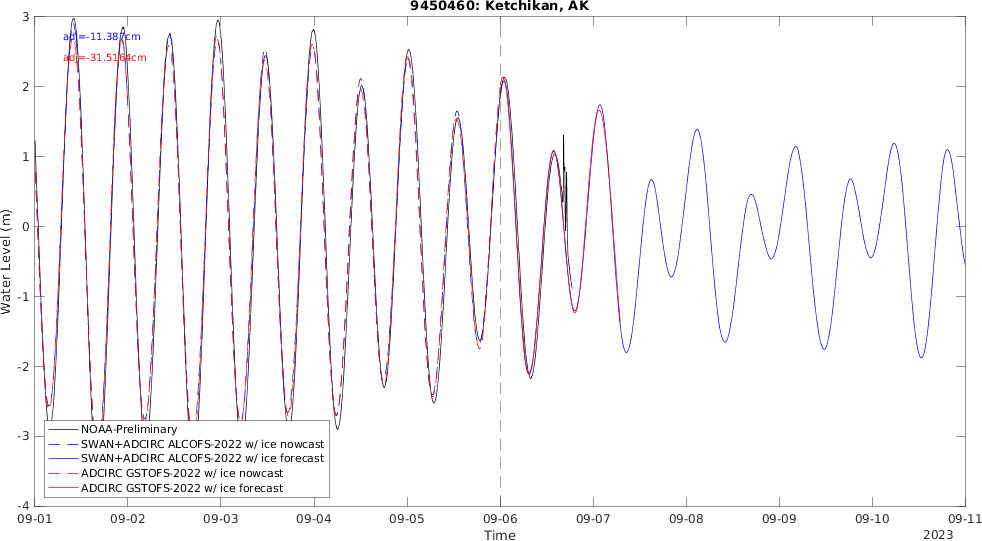 9450460: Ketchikan, AK
adj=-11.387cm
adj=-31.5164cm
3
2
1
0
-1
-2
-3
-4
Water Level (m)
NOAA-Preliminary
SWAN+ADCIRC ALCOFS-2022 w/ ice nowcast
SWAN+ADCIRC ALCOFS-2022 w/ ice forecast
ADCIRC GSTOFS-2022 w/ ice nowcast
ADCIRC GSTOFS-2022 w/ ice forecast
09-01 09-02 09-03 09-04 09-05 09-06 09-07 09-08 09-09 09-10 09-11
Time
2023